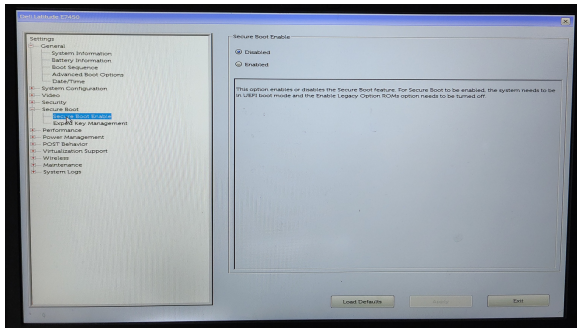 Dell Latitude E7450
Settings
General
System Information
Battery Information
Boot Sequence
Advanced Boot Options
Date/Time
System Configuration
Video
Security
Secure Boot
Secure Boot Enable
Expert Key Management
Performance
Power Management
POST Behavior
Virtualization Support
Wireless
Maintenance
System Logs
Secure Boot Enable
Disabled
Enabled
This option enables or disables the Secure Boot feature. For Secure Boot to be enabled, the system needs to be
in UEFI boot mode and the Enable Legacy Option ROMs option needs to be turned off.
Load Defaults
Apply
Exit